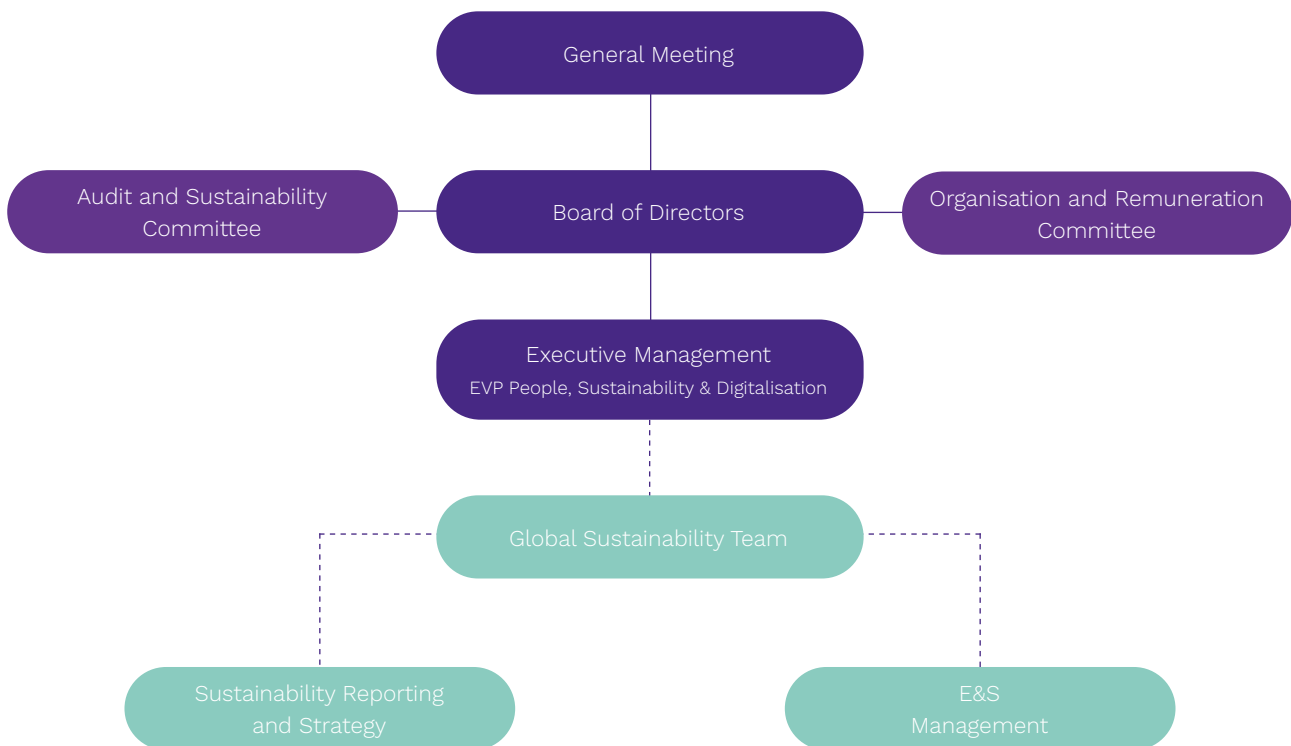 General Meeting
Audit and Sustainability
Committee
Board of Directors
Organisation and Remuneration
Committee
Executive Management
EVP People, Sustainability & Digitalisation
Global Sustainability Team
Sustainability Reporting
and Strategy
E&S
Management